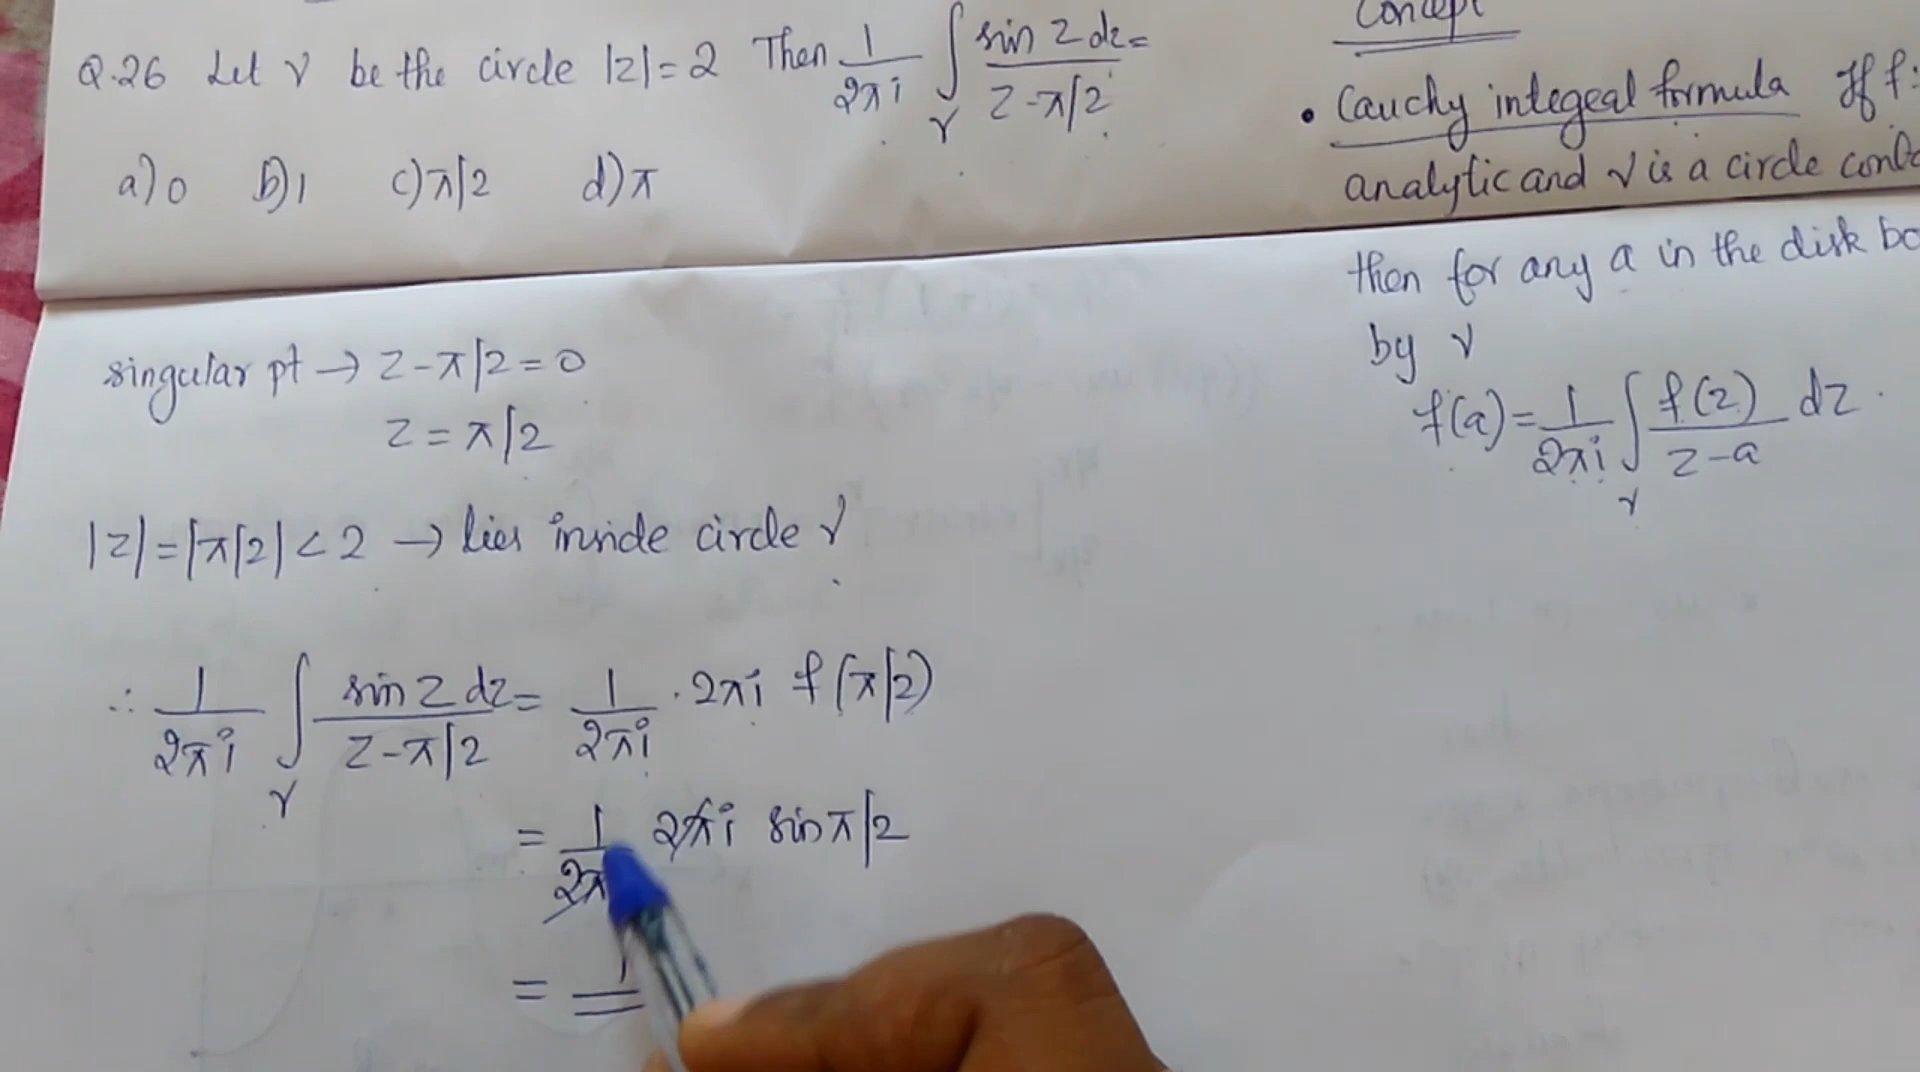 Q.26 Let γ be the circle |z|=2 Then 1/2πi ∫γ sin z dz/z-π/2 =
a) 0 b) 1 c) π/2 d) π
singular pt → z-π/2=0
z=π/2
|z|=|π/2|<2 → lies inside circle γ
∴ 1/2πi ∫γ sin z dz/z-π/2 = 1/2πi · 2πi f(π/2)
= 1/2π 2πi sin π/2
= 1
Concept
• Cauchy integeal formula If f:
analytic and γ is a circle
then for any a in the disk
by γ
f(a)=1/2πi ∫γ f(z)/z-a dz.